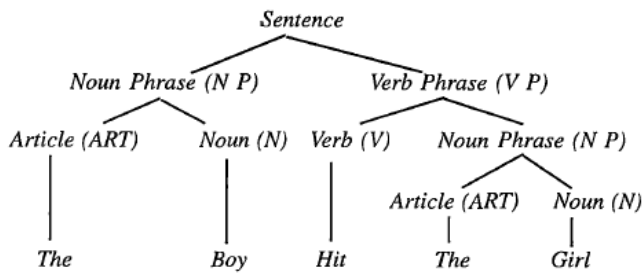 Sentence
Noun Phrase (N P) Verb Phrase (V P)
Article (ART) Noun (N) Verb (V) Noun Phrase (N P)
Article (ART) Noun (N)
The Boy Hit The Girl